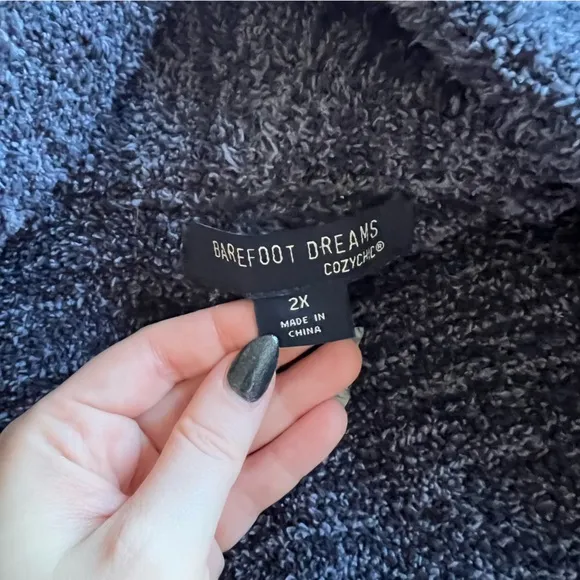 BAREFOOT DREAMS
COZYCHIC®
2X
MADE IN
CHINA